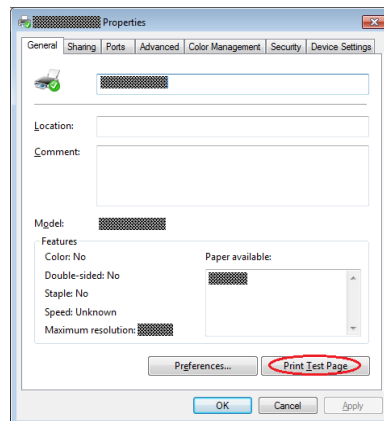 Properties
General Sharing Ports Advanced Color Management Security Device Settings
Location:
Comment:
Model:
Features
Color: No
Paper available:
Double-sided: No
Staple: No
Speed: Unknown
Maximum resolution:
Preferences... Print Test Page
OK Cancel Apply